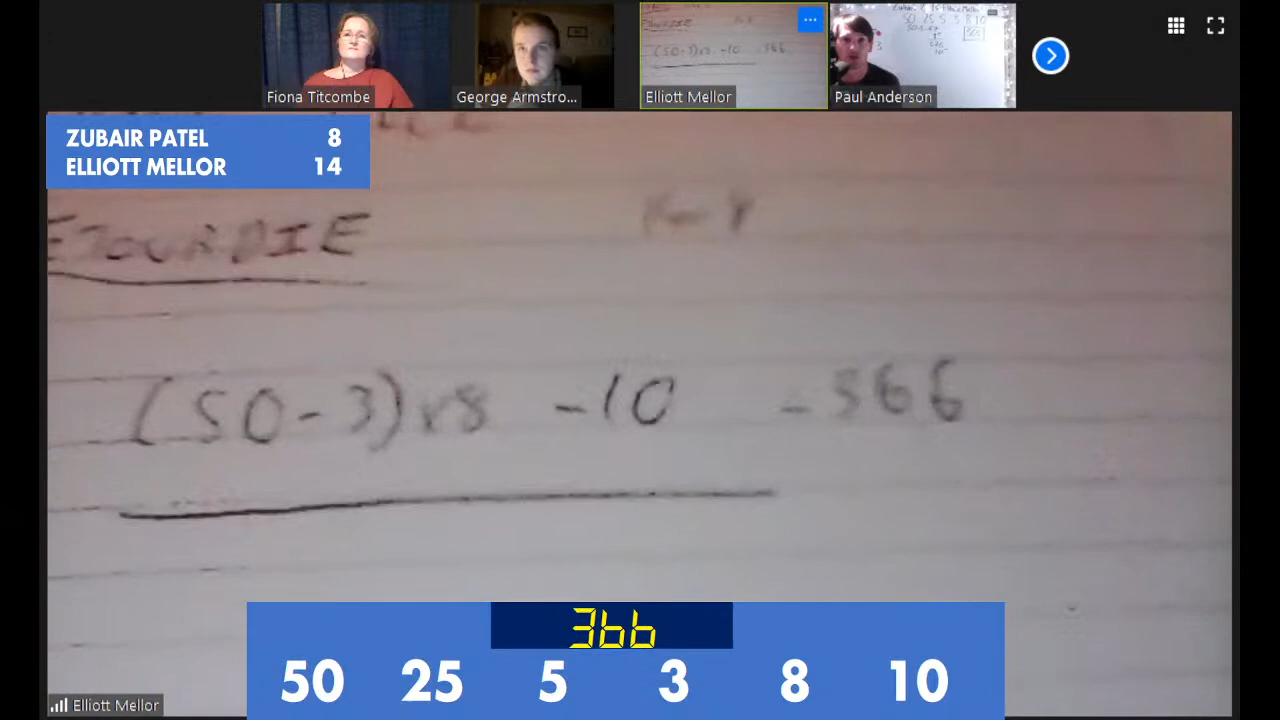 Fiona Titcombe
George Armstro...
Elliott Mellor
Paul Anderson
ZUBAIR PATEL 8
ELLIOTT MELLOR 14
EJOURDIE
(50-3)x8 -10 = 366
366
50 25 5 3 8 10
Elliott Mellor